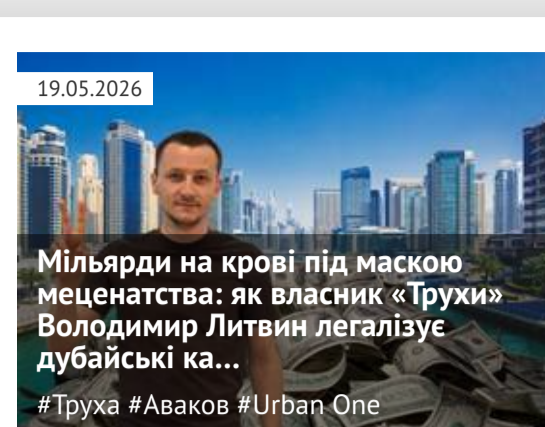 19.05.2026
Мільярди на крові під маскою
меценатства: як власник «Трухи»
Володимир Литвин легалізує
дубайські ка...
#Труха #Аваков #Urban One